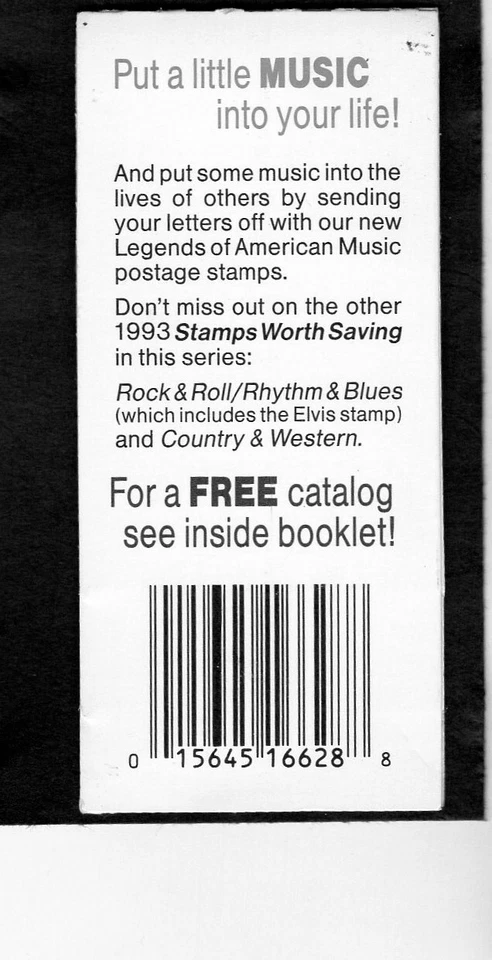 Put a little MUSIC
into your life!
And put some music into the
lives of others by sending
your letters off with our new
Legends of American Music
postage stamps.
Don't miss out on the other
1993 Stamps Worth Saving
in this series:
Rock & Roll/Rhythm & Blues
(which includes the Elvis stamp)
and Country & Western.
For a FREE catalog
see inside booklet!
0 15645 16628 8